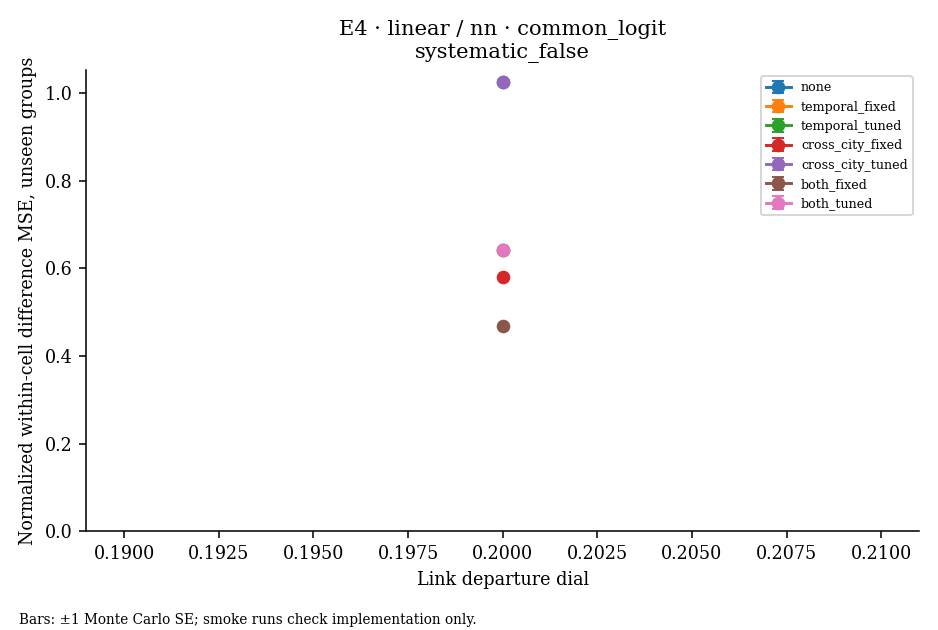 E4 · linear / nn · common_logit
systematic_false
Normalized within-cell difference MSE, unseen groups
1.0
0.8
0.6
0.4
0.2
0.0
none
temporal_fixed
temporal_tuned
cross_city_fixed
cross_city_tuned
both_fixed
both_tuned
0.1900 0.1925 0.1950 0.1975 0.2000 0.2025 0.2050 0.2075 0.2100
Link departure dial
Bars: ±1 Monte Carlo SE; smoke runs check implementation only.